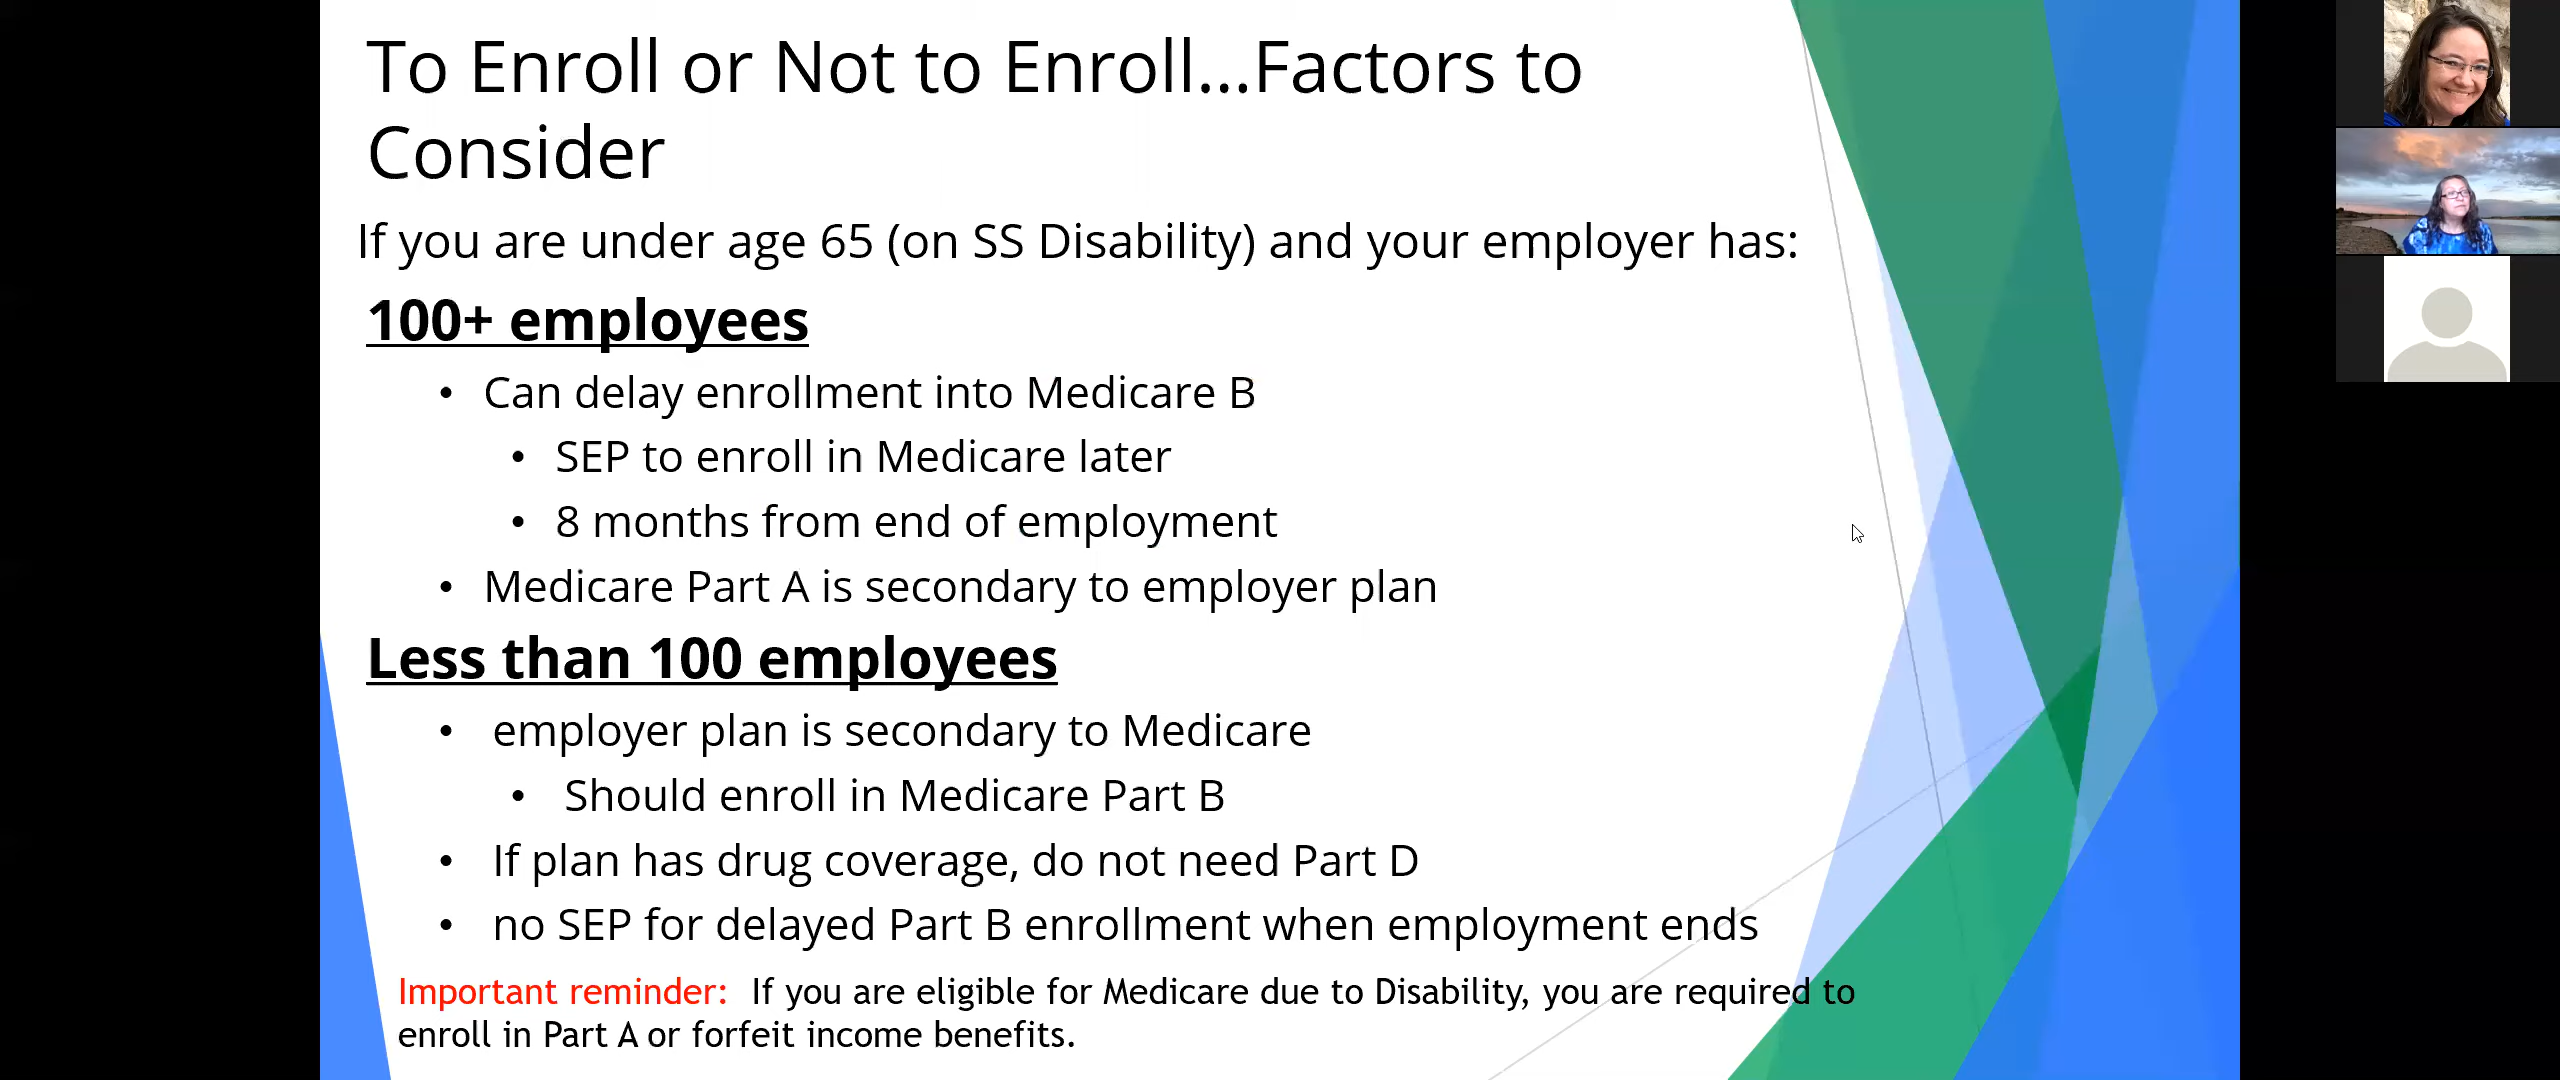 To Enroll or Not to Enroll...Factors to
Consider
If you are under age 65 (on SS Disability) and your employer has:
100+ employees
• Can delay enrollment into Medicare B
• SEP to enroll in Medicare later
• 8 months from end of employment
• Medicare Part A is secondary to employer plan
Less than 100 employees
• employer plan is secondary to Medicare
• Should enroll in Medicare Part B
• If plan has drug coverage, do not need Part D
• no SEP for delayed Part B enrollment when employment ends
Important reminder: If you are eligible for Medicare due to Disability, you are required to
enroll in Part A or forfeit income benefits.